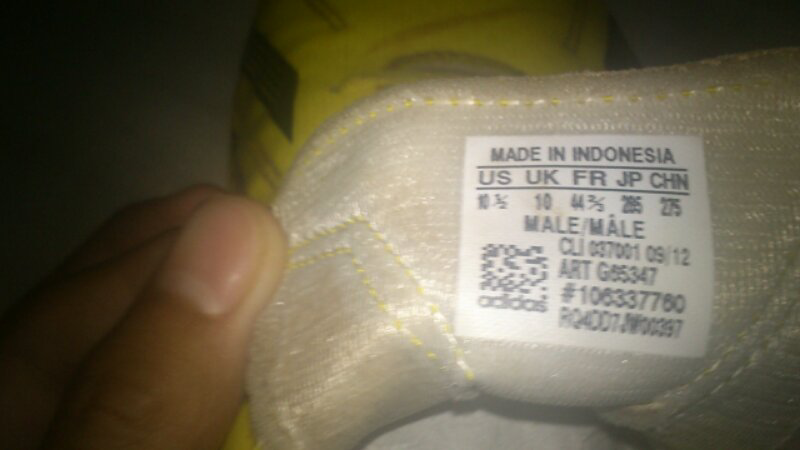 MADE IN INDONESIA
US UK FR JP CHN
10 ½ 10 44 ⅔ 285 275
MALE/MÂLE
CLI 037001 09/12
ART G65347
#106337760
adidas
RQ4DD7JW00397